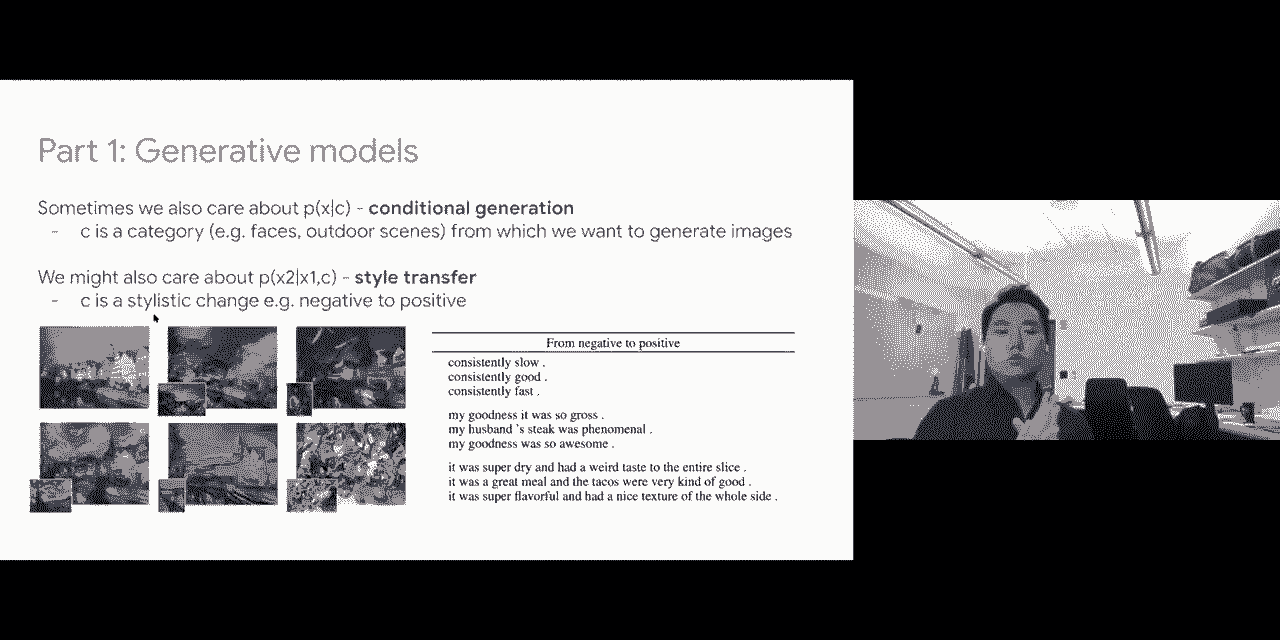 Part 1: Generative models
Sometimes we also care about p(x|c) - conditional generation
- c is a category (e.g. faces, outdoor scenes) from which we want to generate images
We might also care about p(x2|x1,c) - style transfer
- c is a stylistic change e.g. negative to positive
From negative to positive
consistently slow .
consistently good .
consistently fast .
my goodness it was so gross .
my husband 's steak was phenomenal .
my goodness was so awesome .
it was super dry and had a weird taste to the entire slice .
it was a great meal and the tacos were very kind of good .
it was super flavorful and had a nice texture of the whole side .